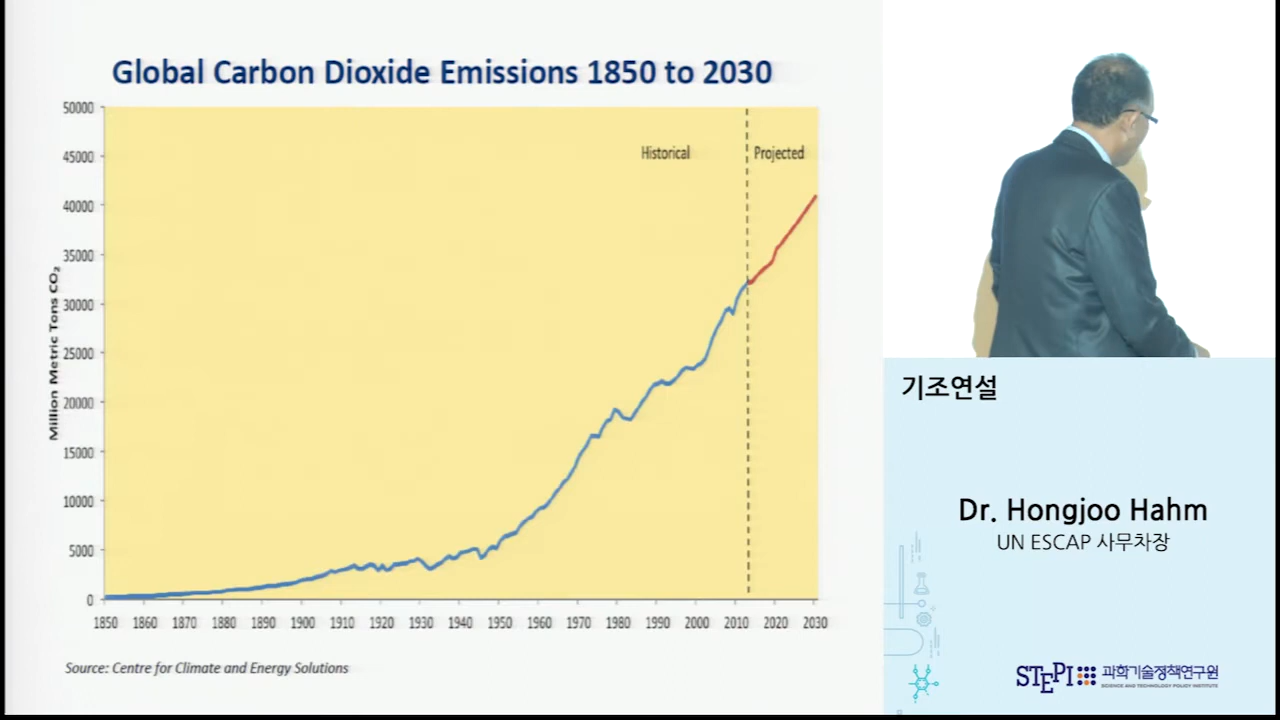 Global Carbon Dioxide Emissions 1850 to 2030
Million Metric Tons CO₂
50000
45000
40000
35000
30000
25000
20000
15000
10000
5000
0
Historical
Projected
1850 1860 1870 1880 1890 1900 1910 1920 1930 1940 1950 1960 1970 1980 1990 2000 2010 2020 2030
Source: Centre for Climate and Energy Solutions
기조연설
Dr. Hongjoo Hahm
UN ESCAP 사무차장
STEPI 과학기술정책연구원
SCIENCE AND TECHNOLOGY POLICY INSTITUTE